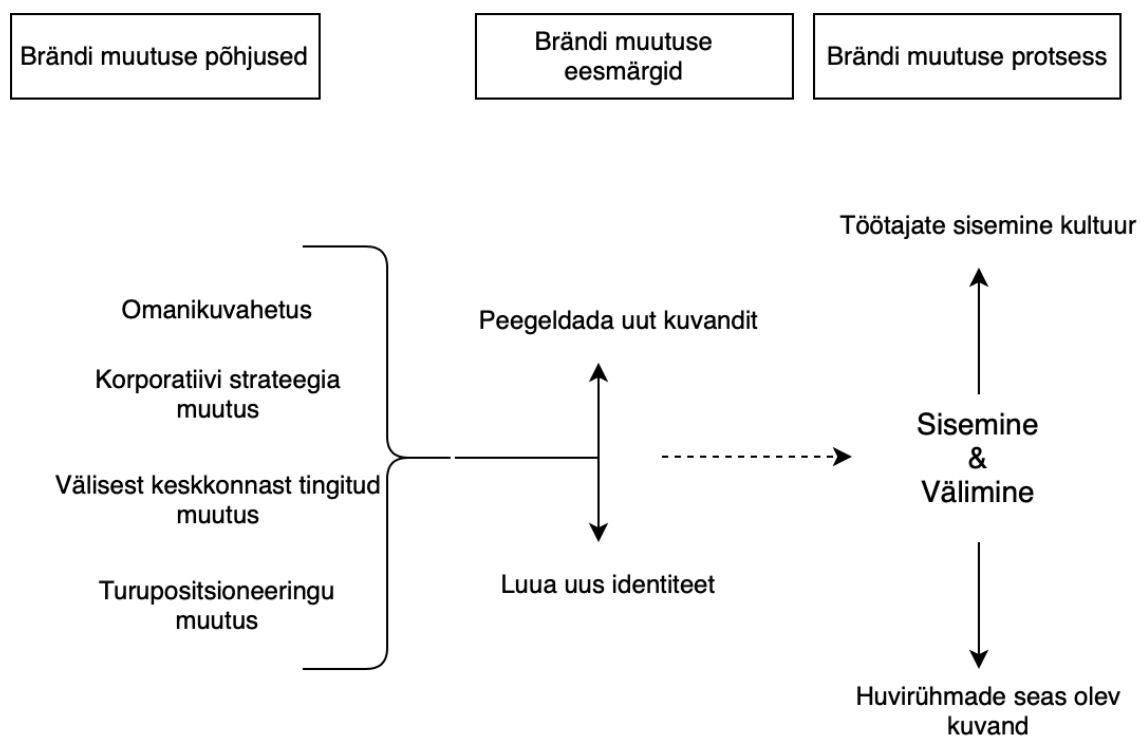 Brändi muutuse põhjused
Brändi muutuse
eesmärgid
Brändi muutuse protsess
Omanikuvahetus
Korporatiivi strateegia
muutus
Välisest keskkonnast tingitud
muutus
Turupositsioneeringu
muutus
Peegeldada uut kuvandit
Luua uus identiteet
Töötajate sisemine kultuur
Sisemine
&
Välimine
Huvirühmade seas olev
kuvand